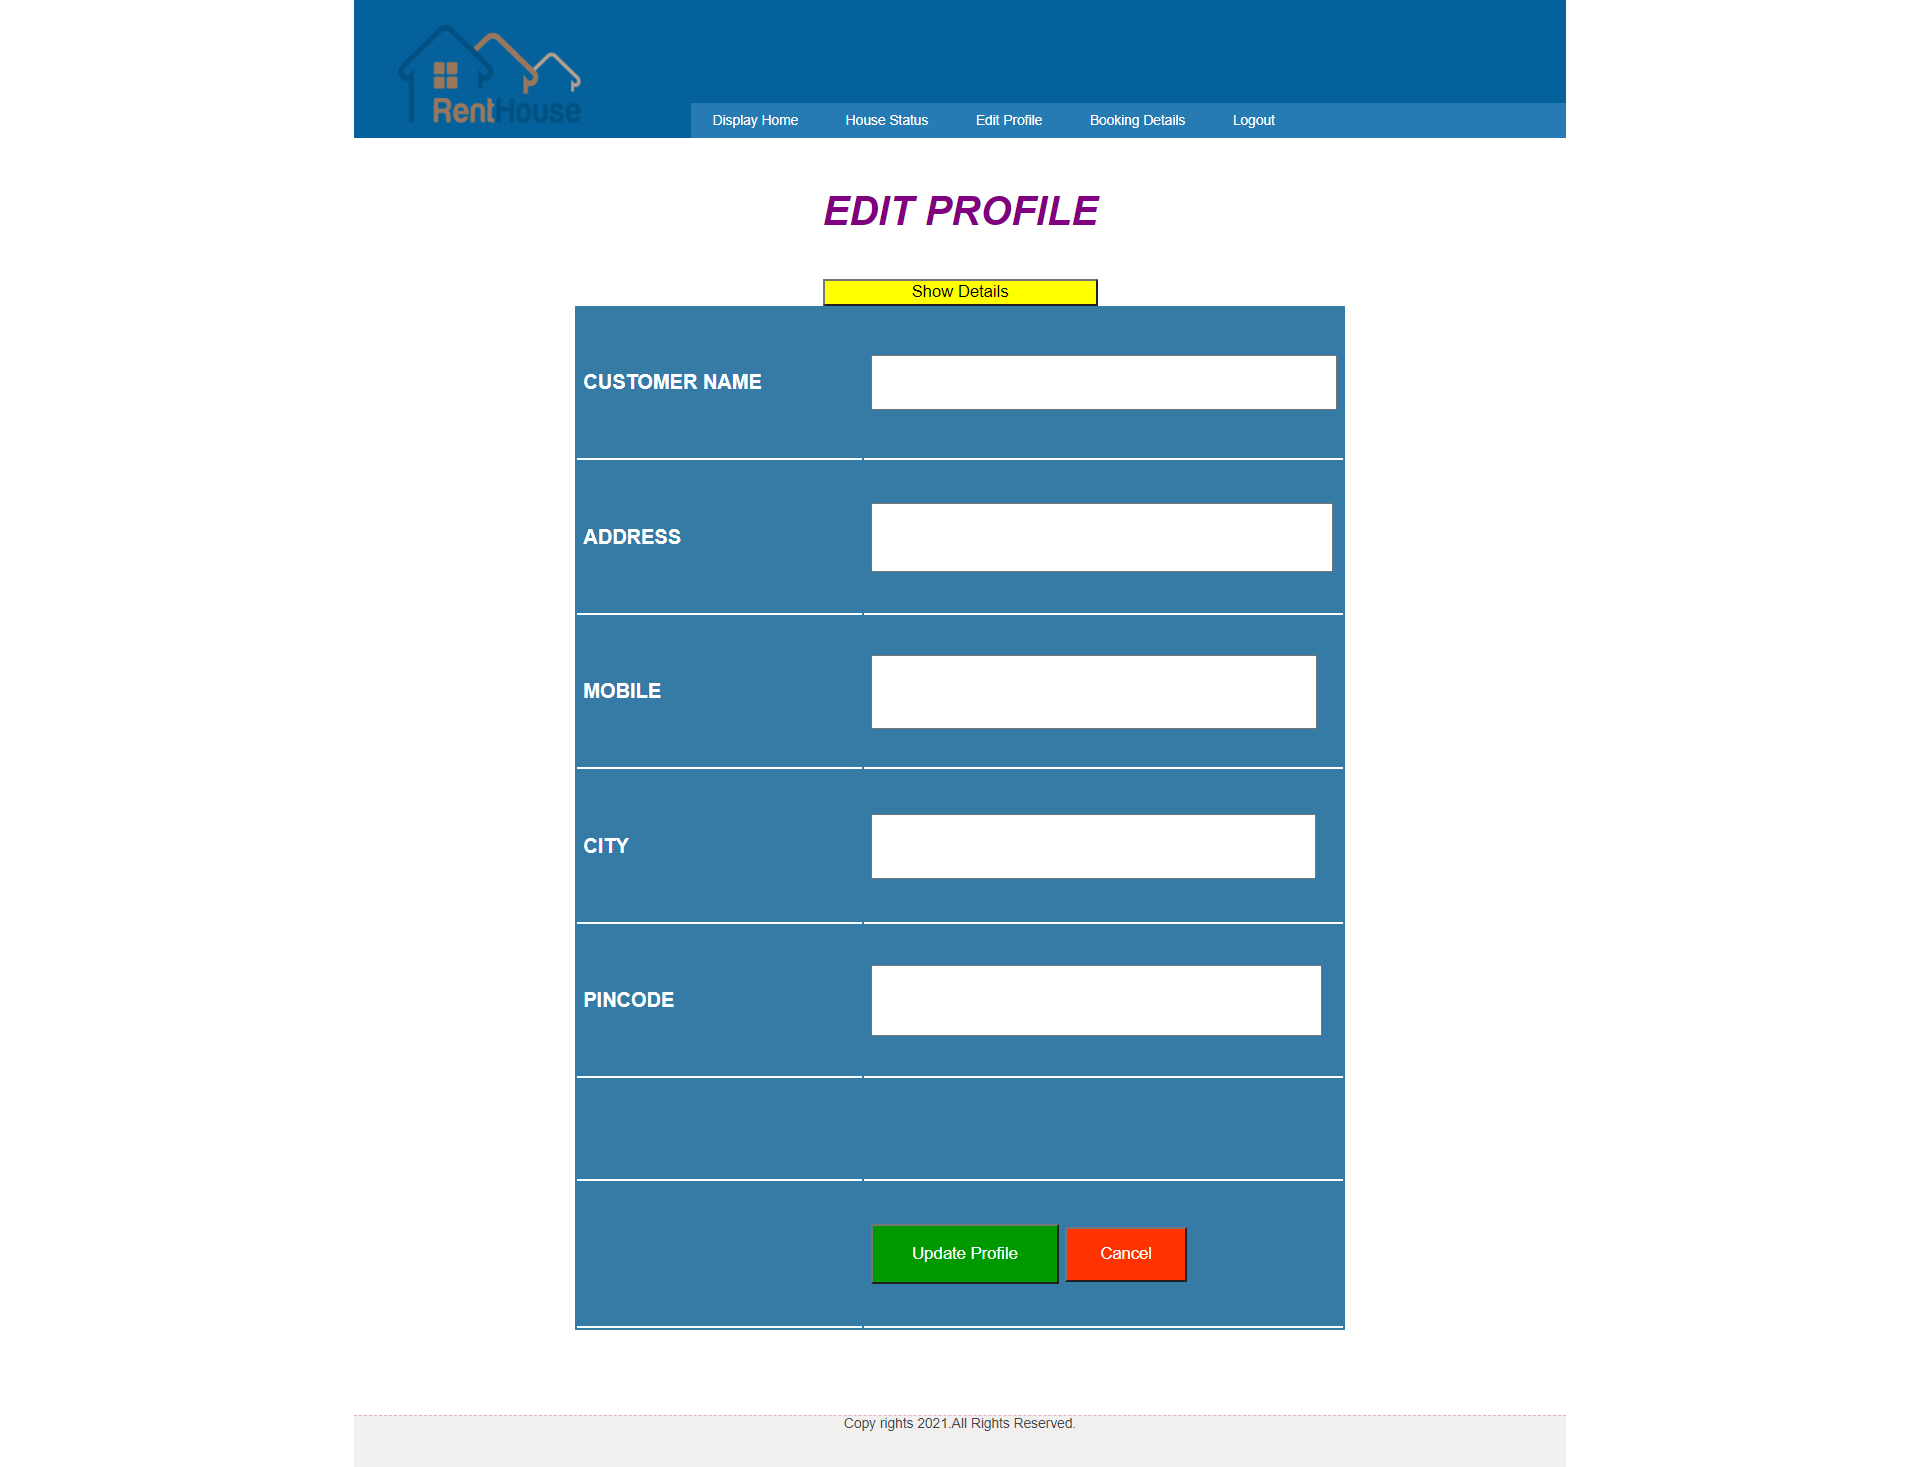 RentHouse
Display Home House Status Edit Profile Booking Details Logout
EDIT PROFILE
Show Details
CUSTOMER NAME
ADDRESS
MOBILE
CITY
PINCODE
Update Profile Cancel
Copy rights 2021.All Rights Reserved.